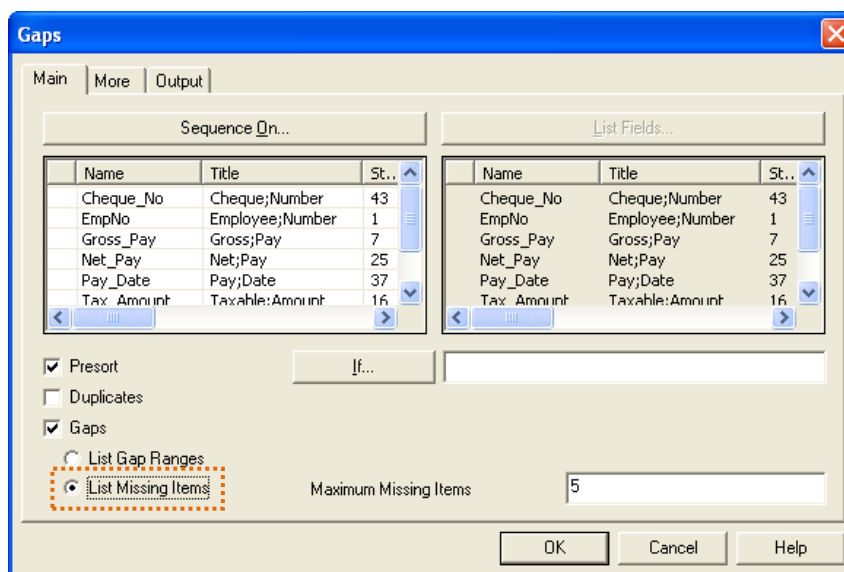 Gaps
Main More Output
Sequence On... List Fields...
Name Title St.. Name Title St..
Cheque_No Cheque;Number 43 Cheque_No Cheque;Number 43
EmpNo Employee;Number 1 EmpNo Employee;Number 1
Gross_Pay Gross;Pay 7 Gross_Pay Gross;Pay 7
Net_Pay Net;Pay 25 Net_Pay Net;Pay 25
Pay_Date Pay;Date 37 Pay_Date Pay;Date 37
Tax_Amount Taxable;Amount 16 Tax_Amount Taxable;Amount 16
Presort If...
Duplicates
Gaps
List Gap Ranges
List Missing Items Maximum Missing Items 5
OK Cancel Help